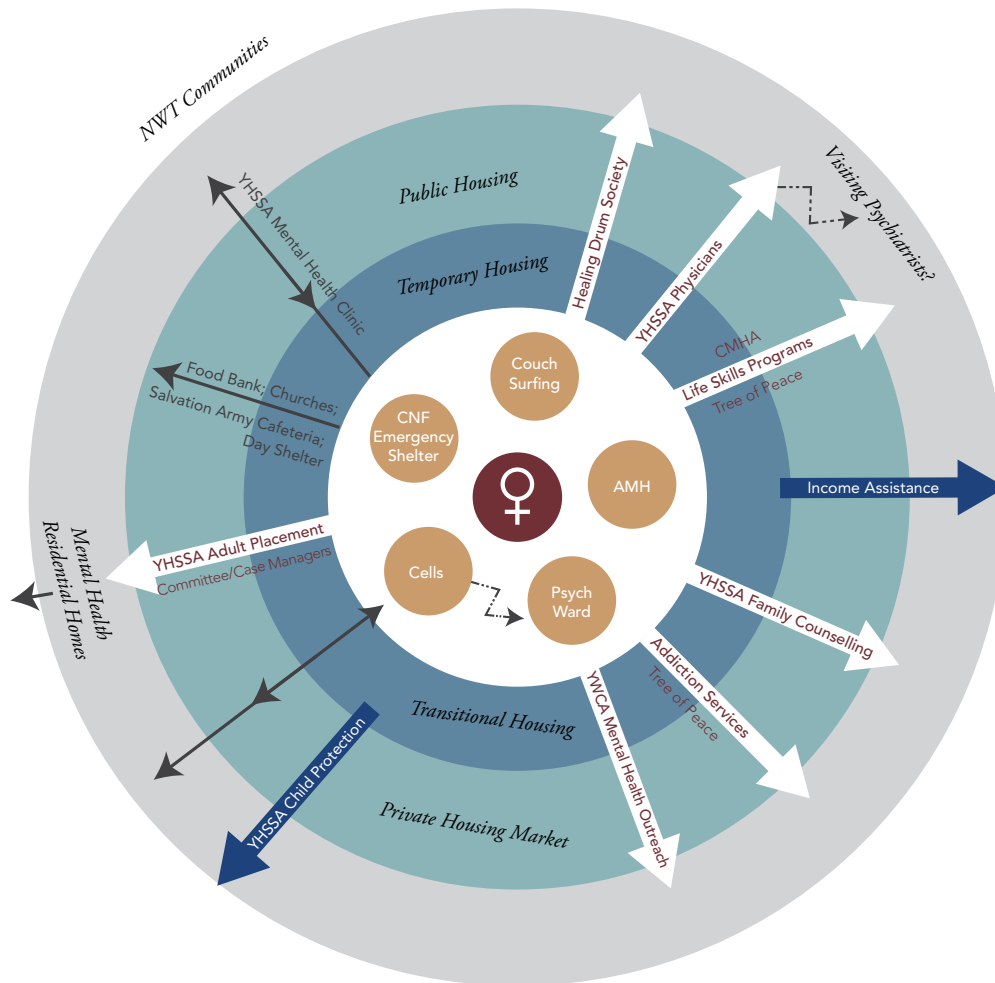 NWT Communities
Public Housing
Temporary Housing
YHSSA Mental Health Clinic
Healing Drum Society
YHSSA Physicians
Visiting Psychiatrists?
CMHA
Life Skills Programs
Tree of Peace
Food Bank; Churches;
Salvation Army Cafeteria;
Day Shelter
Couch
Surfing
CNF
Emergency
Shelter
AMH
Income Assistance
Cells
Psych
Ward
YHSSA Adult Placement
Committee/Case Managers
Mental Health
Residential Homes
YHSSA Family Counselling
Addiction Services
Tree of Peace
YWCA Mental Health Outreach
Transitional Housing
YHSSA Child Protection
Private Housing Market